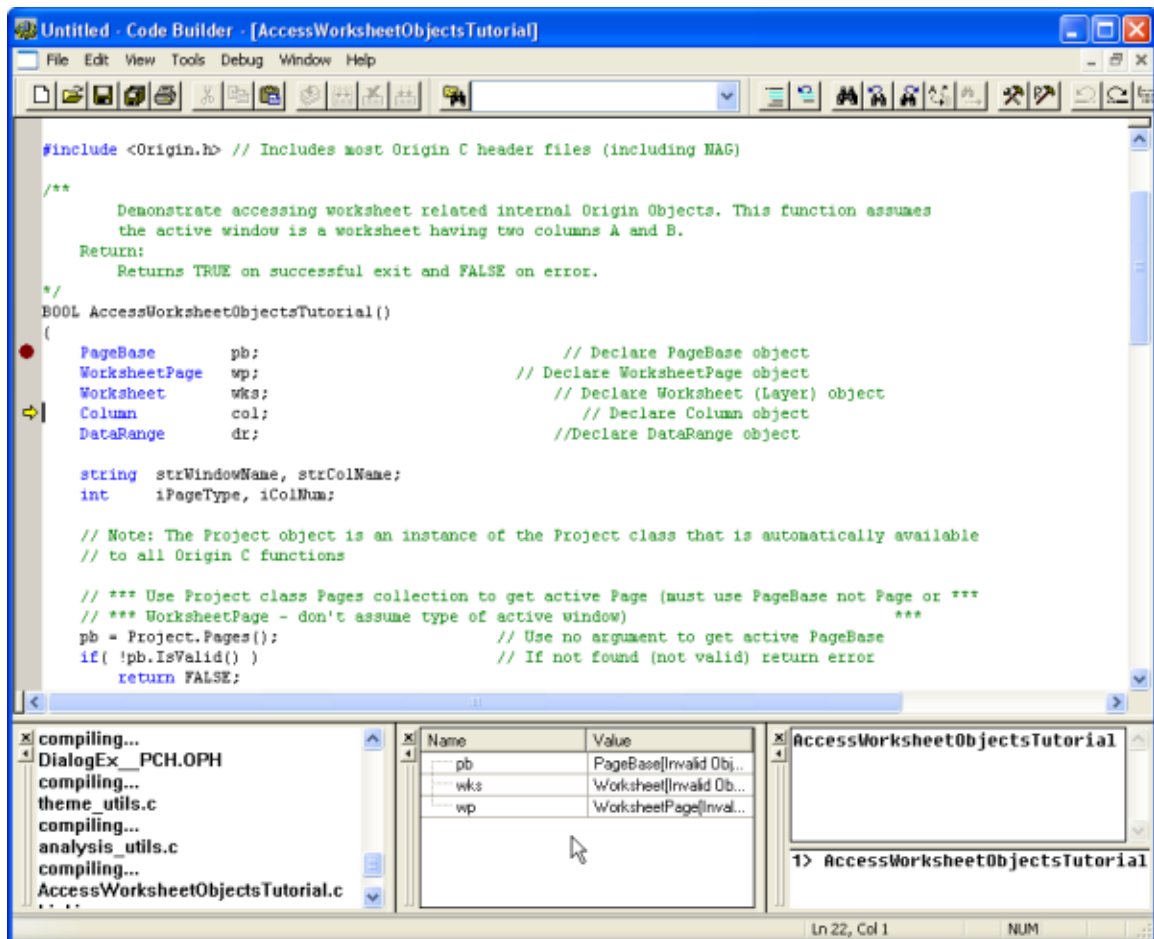 Untitled - Code Builder - [AccessWorksheetObjectsTutorial]
File Edit View Tools Debug Window Help
#include <Origin.h> // Includes most Origin C header files (including NAG)
/**
Demonstrate accessing worksheet related internal Origin Objects. This function assumes
the active window is a worksheet having two columns A and B.
Return:
Returns TRUE on successful exit and FALSE on error.
*/
BOOL AccessWorksheetObjectsTutorial()
{
PageBase pb; // Declare PageBase object
WorksheetPage wp; // Declare WorksheetPage object
Worksheet wks; // Declare Worksheet (Layer) object
Column col; // Declare Column object
DataRange dr; //Declare DataRange object
string strWindowName, strColName;
int iPageType, iColNum;
// Note: The Project object is an instance of the Project class that is automatically available
// to all Origin C functions
// *** Use Project class Pages collection to get active Page (must use PageBase not Page or ***
// *** WorksheetPage - don't assume type of active window) ***
pb = Project.Pages(); // Use no argument to get active PageBase
if( !pb.IsValid() ) // If not found (not valid) return error
return FALSE;
compiling...
DialogEx__PCH.OPH
compiling...
theme_utils.c
compiling...
analysis_utils.c
compiling...
AccessWorksheetObjectsTutorial.c
Name Value
pb PageBase[Invalid Obj...
wks Worksheet[Invalid Ob...
wp WorksheetPage[Inval...
AccessWorksheetObjectsTutorial
1> AccessWorksheetObjectsTutorial
Ln 22, Col 1 NUM